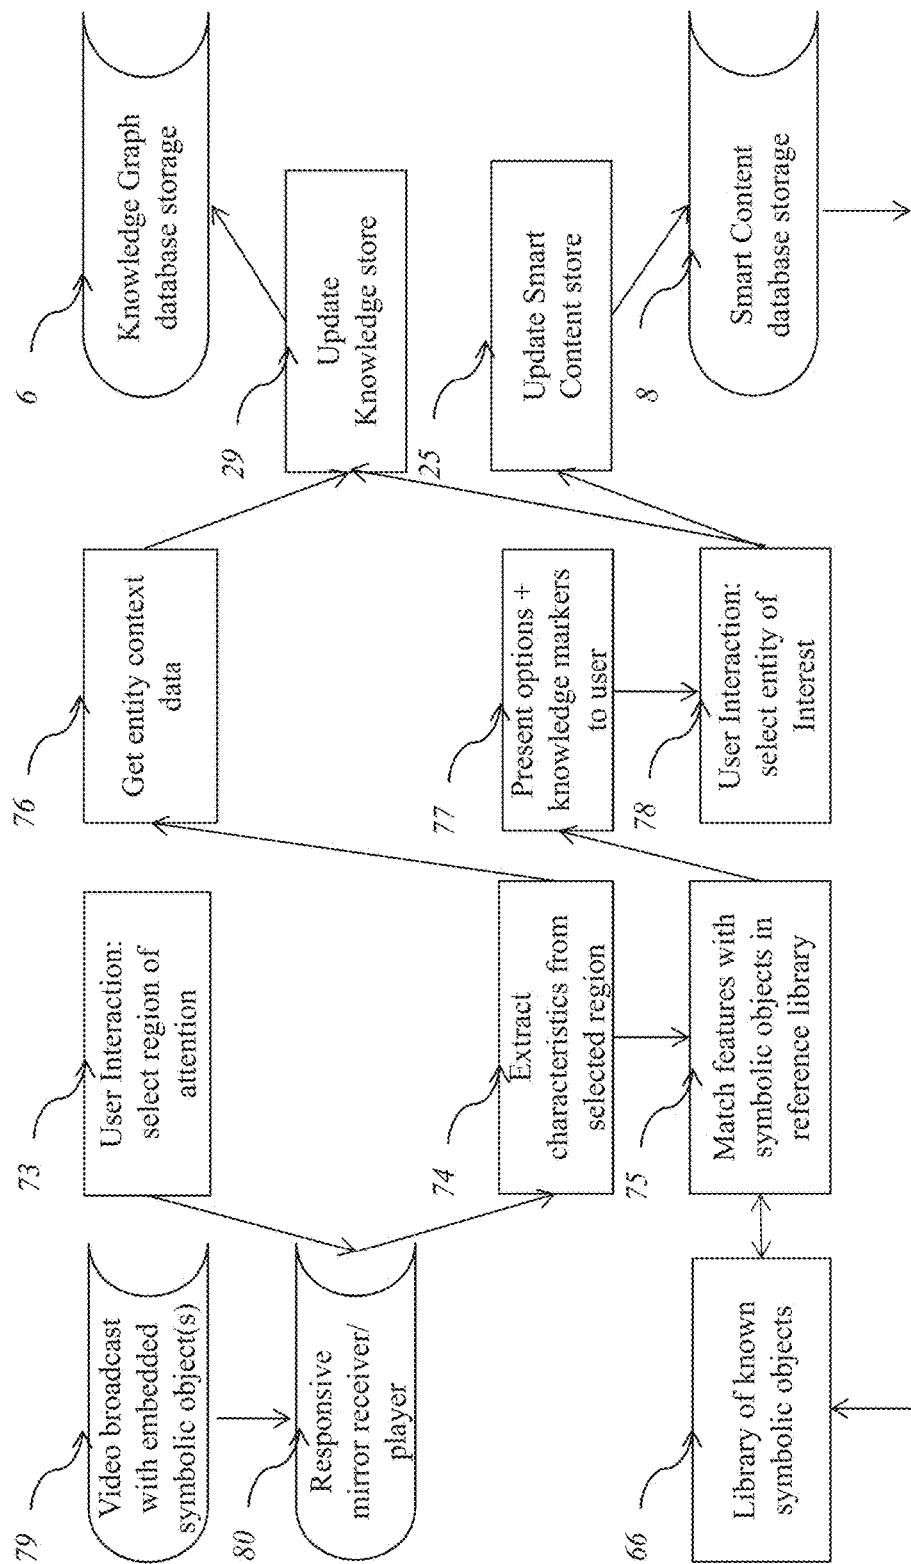 79
Video broadcast
with embedded
symbolic object(s)
80
Responsive
mirror receiver/
player
66
Library of known
symbolic objects
73
User Interaction:
select region of
attention
74
Extract
characteristics from
selected region
75
Match features with
symbolic objects in
reference library
76
Get entity context
data
77
Present options +
knowledge markers
to user
78
User Interaction:
select entity of
Interest
29
Update
Knowledge store
25
Update Smart
Content store
6
Knowledge Graph
database storage
8
Smart Content
database storage